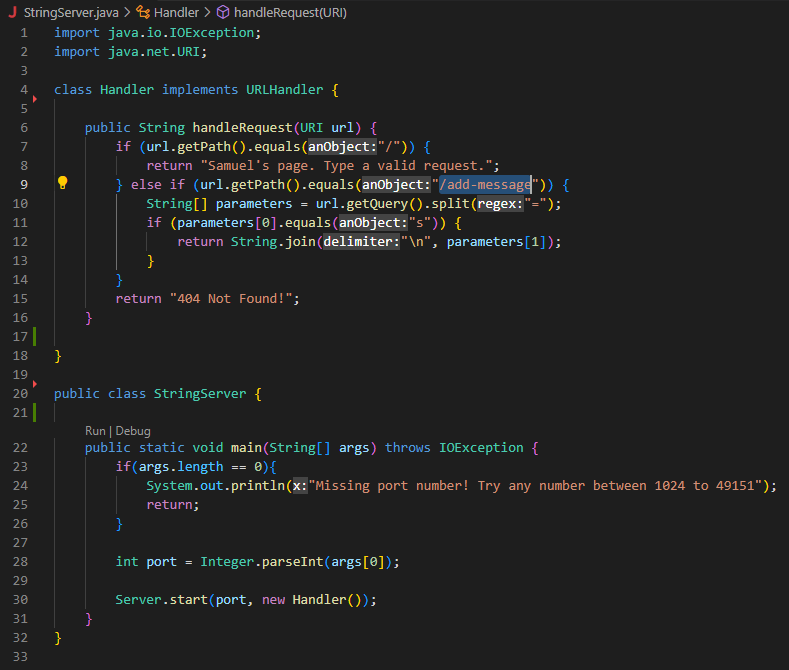 J StringServer.java > Handler > handleRequest(URI)
1 import java.io.IOException;
2 import java.net.URI;
3
4 class Handler implements URLHandler {
5
6     public String handleRequest(URI url) {
7         if (url.getPath().equals(anObject:"/")) {
8             return "Samuel's page. Type a valid request.";
9         } else if (url.getPath().equals(anObject:"/add-message")) {
10             String[] parameters = url.getQuery().split(regex:"=");
11             if (parameters[0].equals(anObject:"s")) {
12                 return String.join(delimiter:"\n", parameters[1]);
13             }
14         }
15         return "404 Not Found!";
16     }
17
18 }
19
20 public class StringServer {
21
Run | Debug
22     public static void main(String[] args) throws IOException {
23         if(args.length == 0){
24             System.out.println(x:"Missing port number! Try any number between 1024 to 49151");
25             return;
26         }
27
28         int port = Integer.parseInt(args[0]);
29
30         Server.start(port, new Handler());
31     }
32 }
33